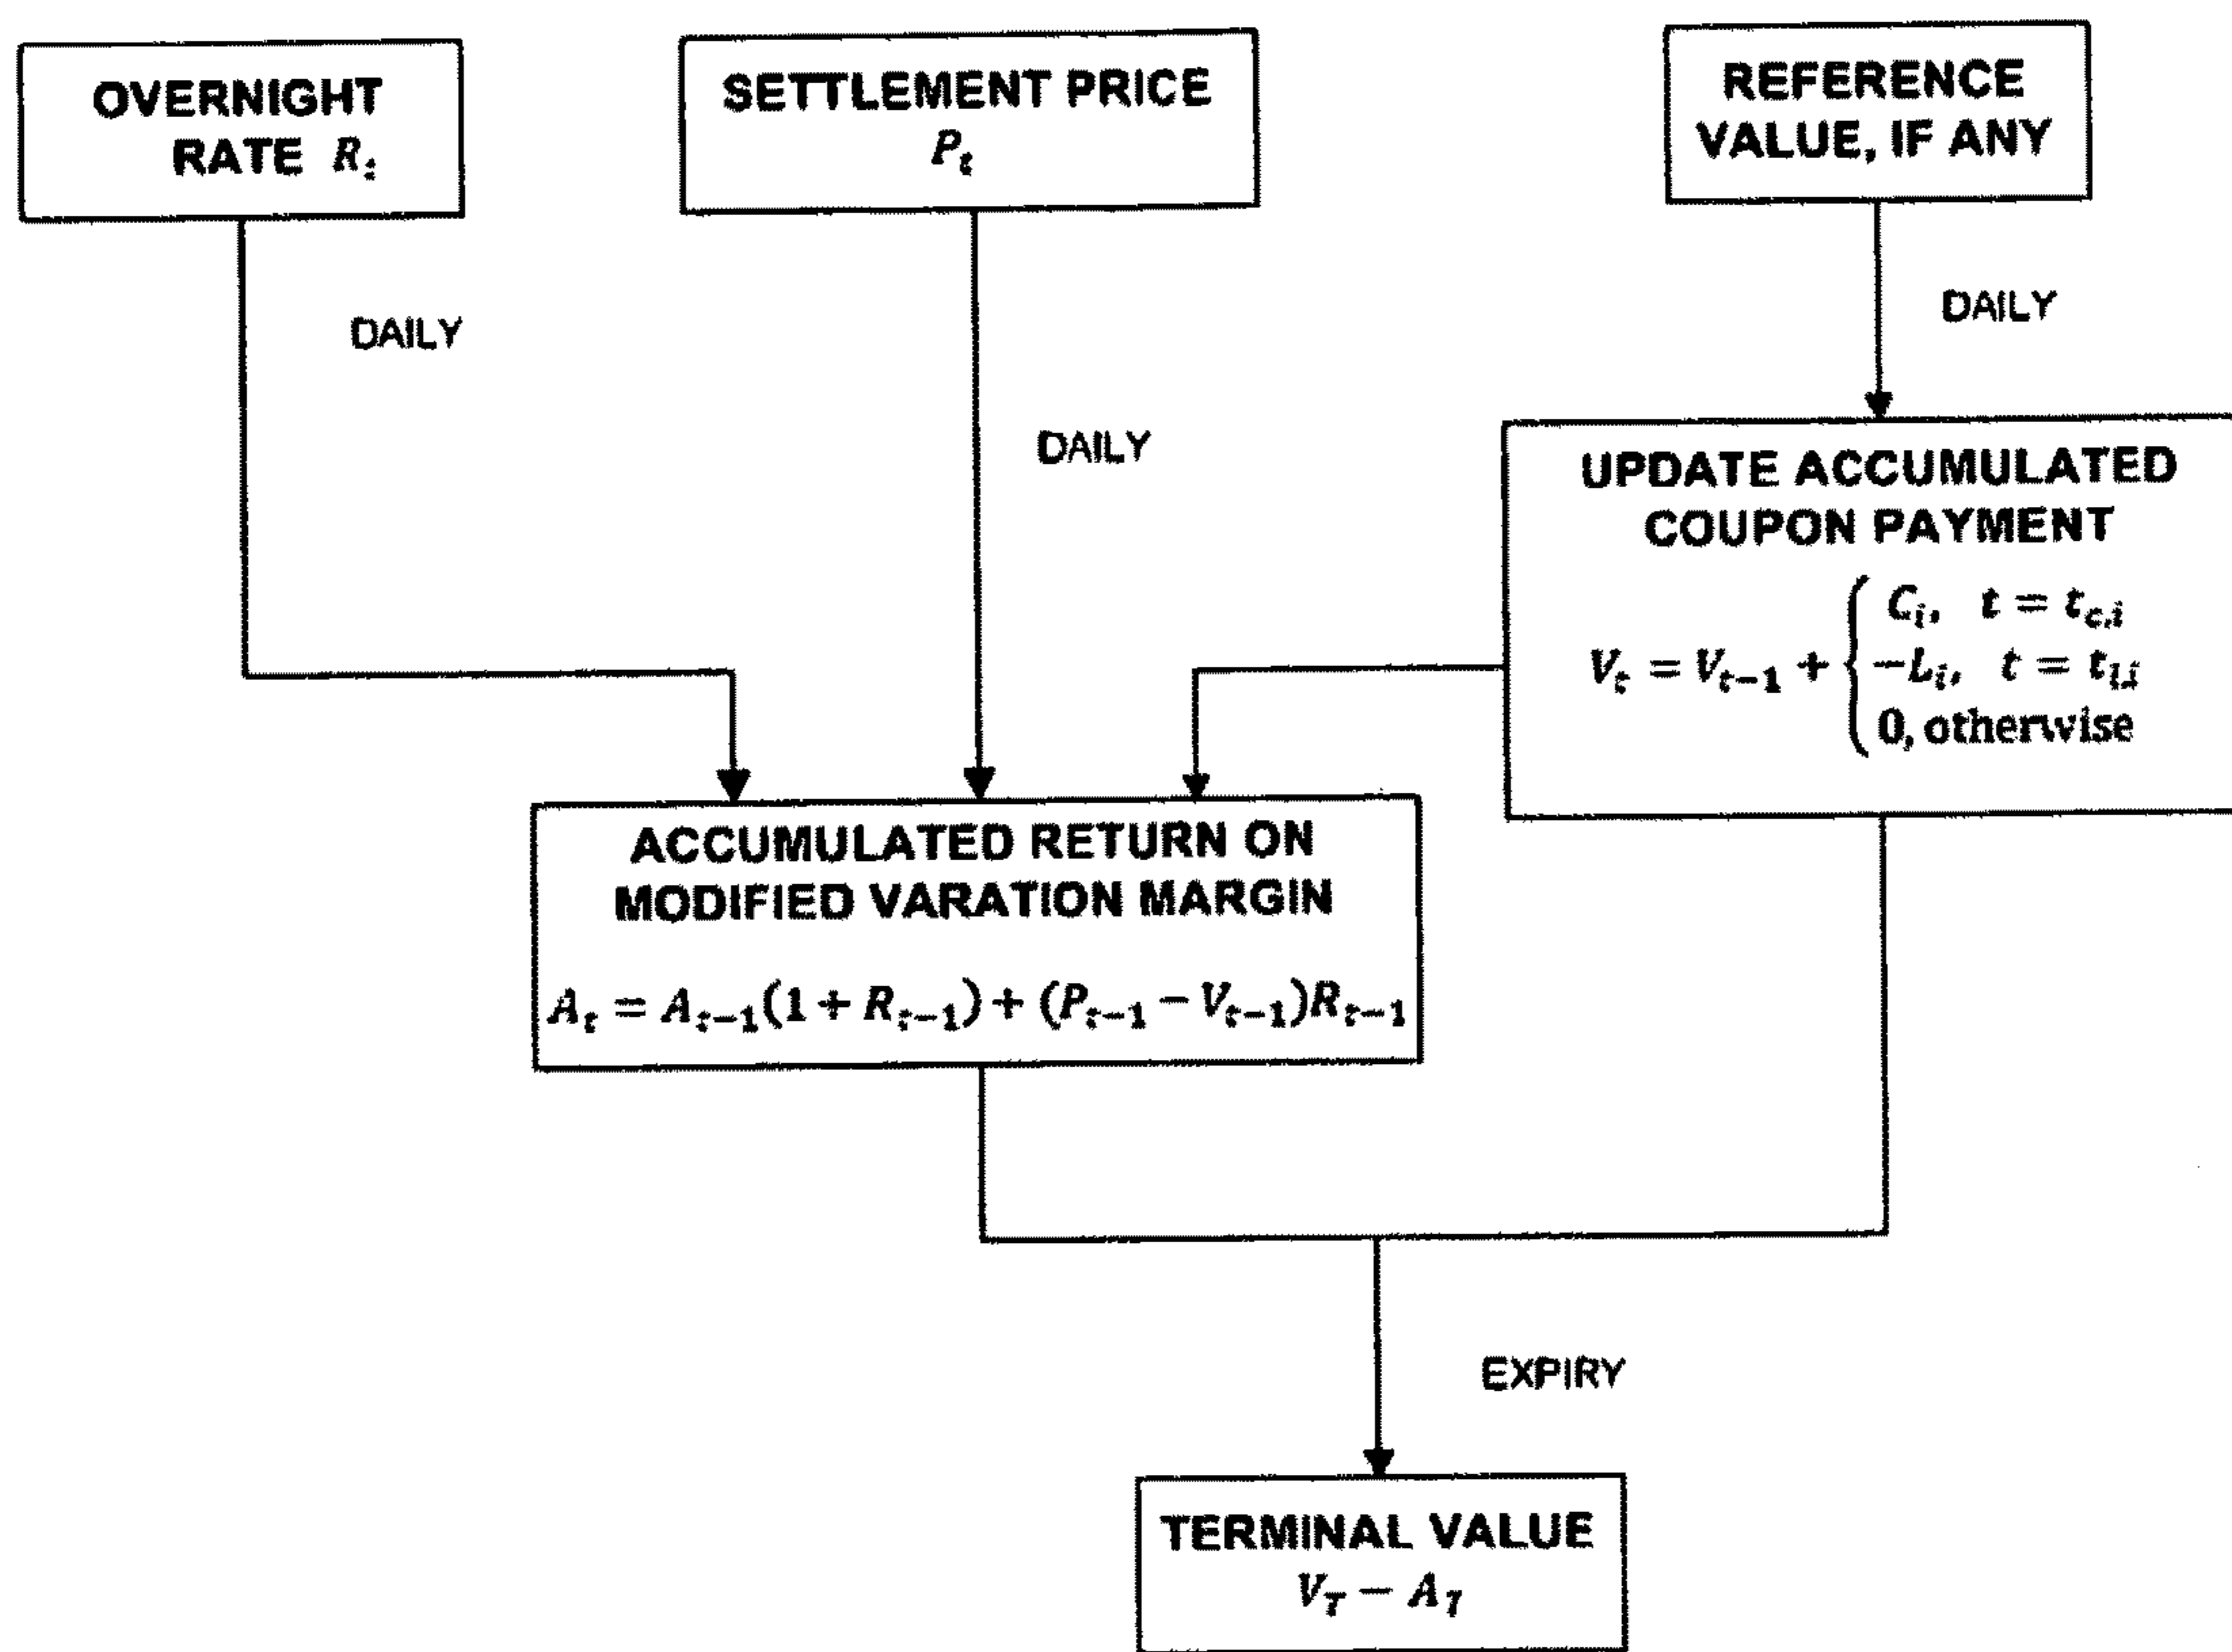 OVERNIGHT
RATE R_t
SETTLEMENT PRICE
P_t
REFERENCE
VALUE, IF ANY
DAILY
DAILY
DAILY
UPDATE ACCUMULATED
COUPON PAYMENT
V_t = V_{t-1} + { C_i, t = t_{c,i}
-L_i, t = t_{l,i}
0, otherwise
ACCUMULATED RETURN ON
MODIFIED VARATION MARGIN
A_t = A_{t-1}(1 + R_{t-1}) + (P_{t-1} - V_{t-1})R_{t-1}
EXPIRY
TERMINAL VALUE
V_T - A_T